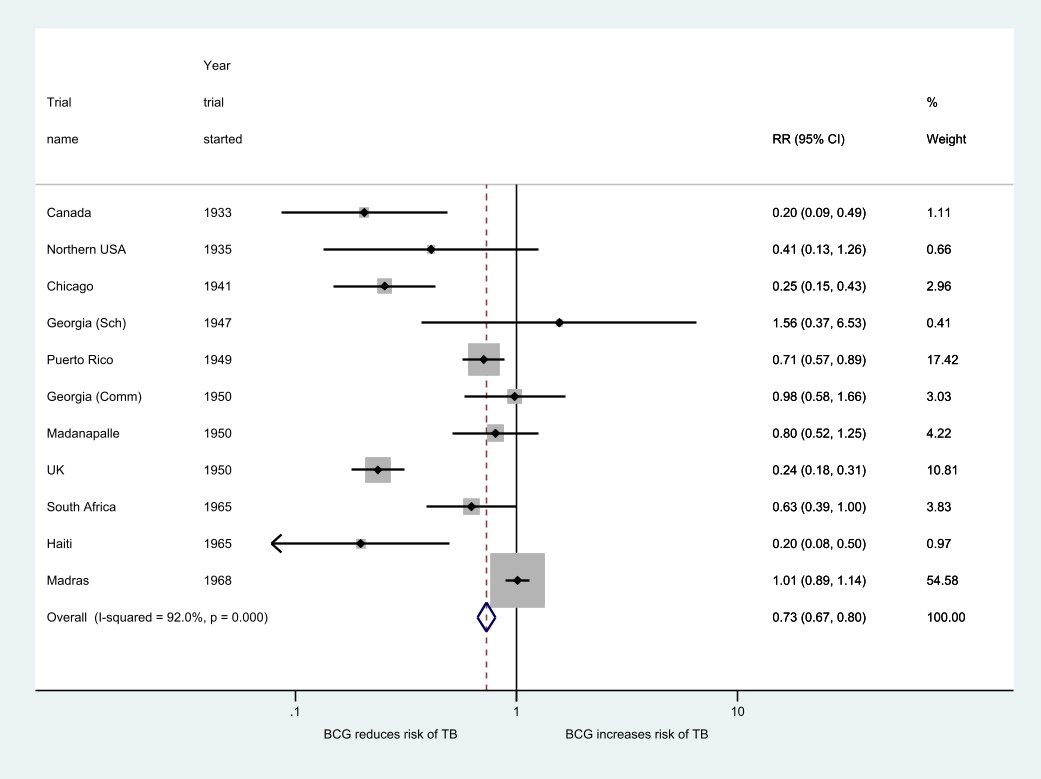 Year
Trial trial %
name started RR (95% CI) Weight
Canada 1933 0.20 (0.09, 0.49) 1.11
Northern USA 1935 0.41 (0.13, 1.26) 0.66
Chicago 1941 0.25 (0.15, 0.43) 2.96
Georgia (Sch) 1947 1.56 (0.37, 6.53) 0.41
Puerto Rico 1949 0.71 (0.57, 0.89) 17.42
Georgia (Comm) 1950 0.98 (0.58, 1.66) 3.03
Madanapalle 1950 0.80 (0.52, 1.25) 4.22
UK 1950 0.24 (0.18, 0.31) 10.81
South Africa 1965 0.63 (0.39, 1.00) 3.83
Haiti 1965 0.20 (0.08, 0.50) 0.97
Madras 1968 1.01 (0.89, 1.14) 54.58
Overall (I-squared = 92.0%, p = 0.000) 0.73 (0.67, 0.80) 100.00
.1 1 10
BCG reduces risk of TB BCG increases risk of TB